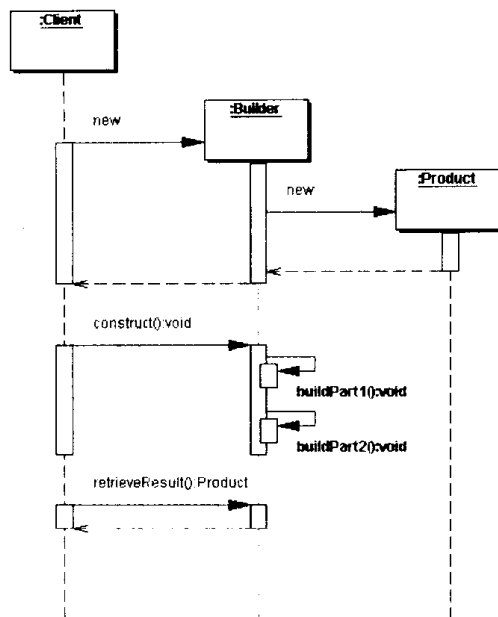 :Client
new
:Builder
new
:Product
construct():void
buildPart1():void
buildPart2():void
retrieveResult():Product